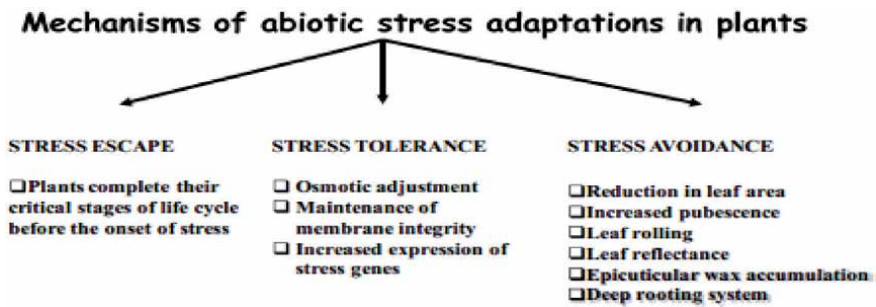 Mechanisms of abiotic stress adaptations in plants
STRESS ESCAPE
❑Plants complete their
critical stages of life cycle
before the onset of stress
STRESS TOLERANCE
❑ Osmotic adjustment
❑ Maintenance of
membrane integrity
❑ Increased expression of
stress genes
STRESS AVOIDANCE
❑Reduction in leaf area
❑Increased pubescence
❑Leaf rolling
❑Leaf reflectance
❑Epicuticular wax accumulation
❑Deep rooting system